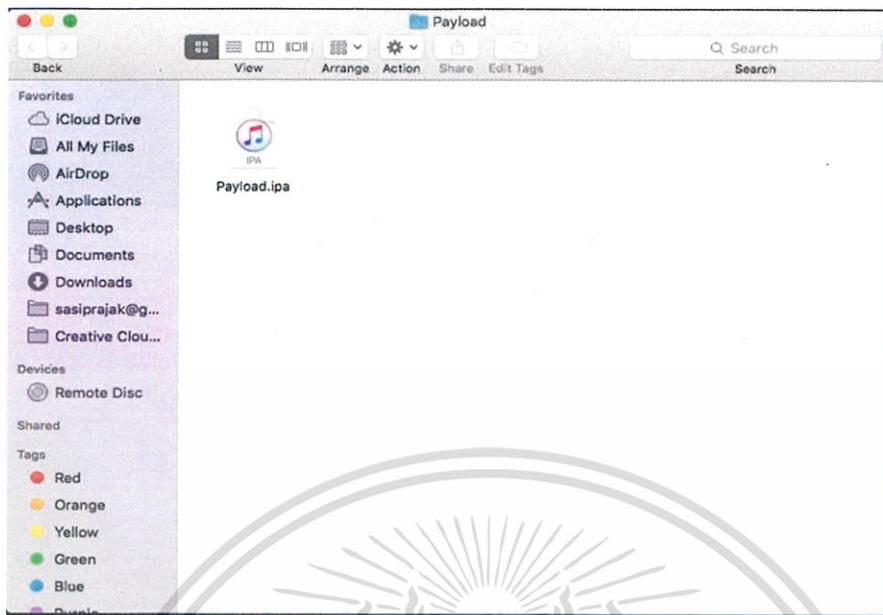 Payload
Back
View
Arrange
Action
Share
Edit Tags
Search
Search
Favorites
iCloud Drive
All My Files
AirDrop
Applications
Desktop
Documents
Downloads
sasiprajak@g...
Creative Clou...
Devices
Remote Disc
Shared
Tags
Red
Orange
Yellow
Green
Blue
Purple
IPA
Payload.ipa